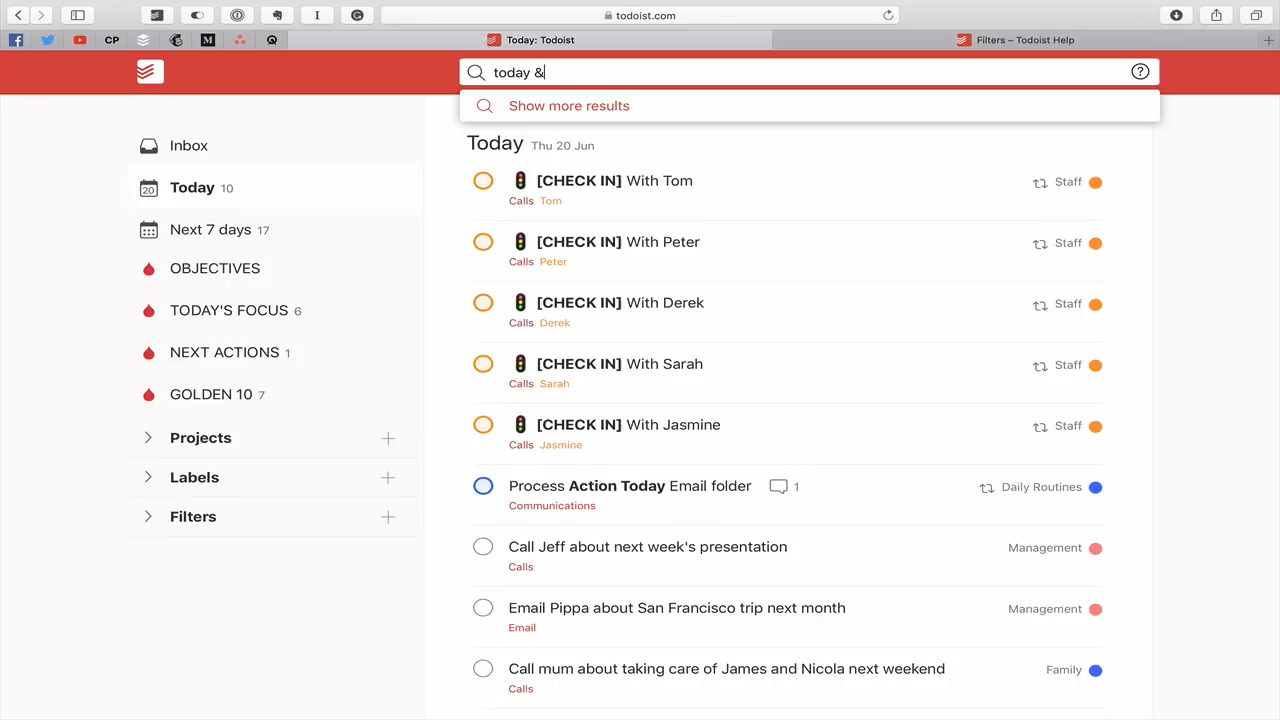 todoist.com
CP
M
Today: Todoist
Filters – Todoist Help
today &
Show more results
Inbox
20
Today 10
Next 7 days 17
OBJECTIVES
TODAY'S FOCUS 6
NEXT ACTIONS 1
GOLDEN 10 7
Projects
Labels
Filters
Today Thu 20 Jun
[CHECK IN] With Tom
Staff
Calls Tom
[CHECK IN] With Peter
Staff
Calls Peter
[CHECK IN] With Derek
Staff
Calls Derek
[CHECK IN] With Sarah
Staff
Calls Sarah
[CHECK IN] With Jasmine
Staff
Calls Jasmine
Process Action Today Email folder 1
Daily Routines
Communications
Call Jeff about next week's presentation
Management
Calls
Email Pippa about San Francisco trip next month
Management
Email
Call mum about taking care of James and Nicola next weekend
Family
Calls